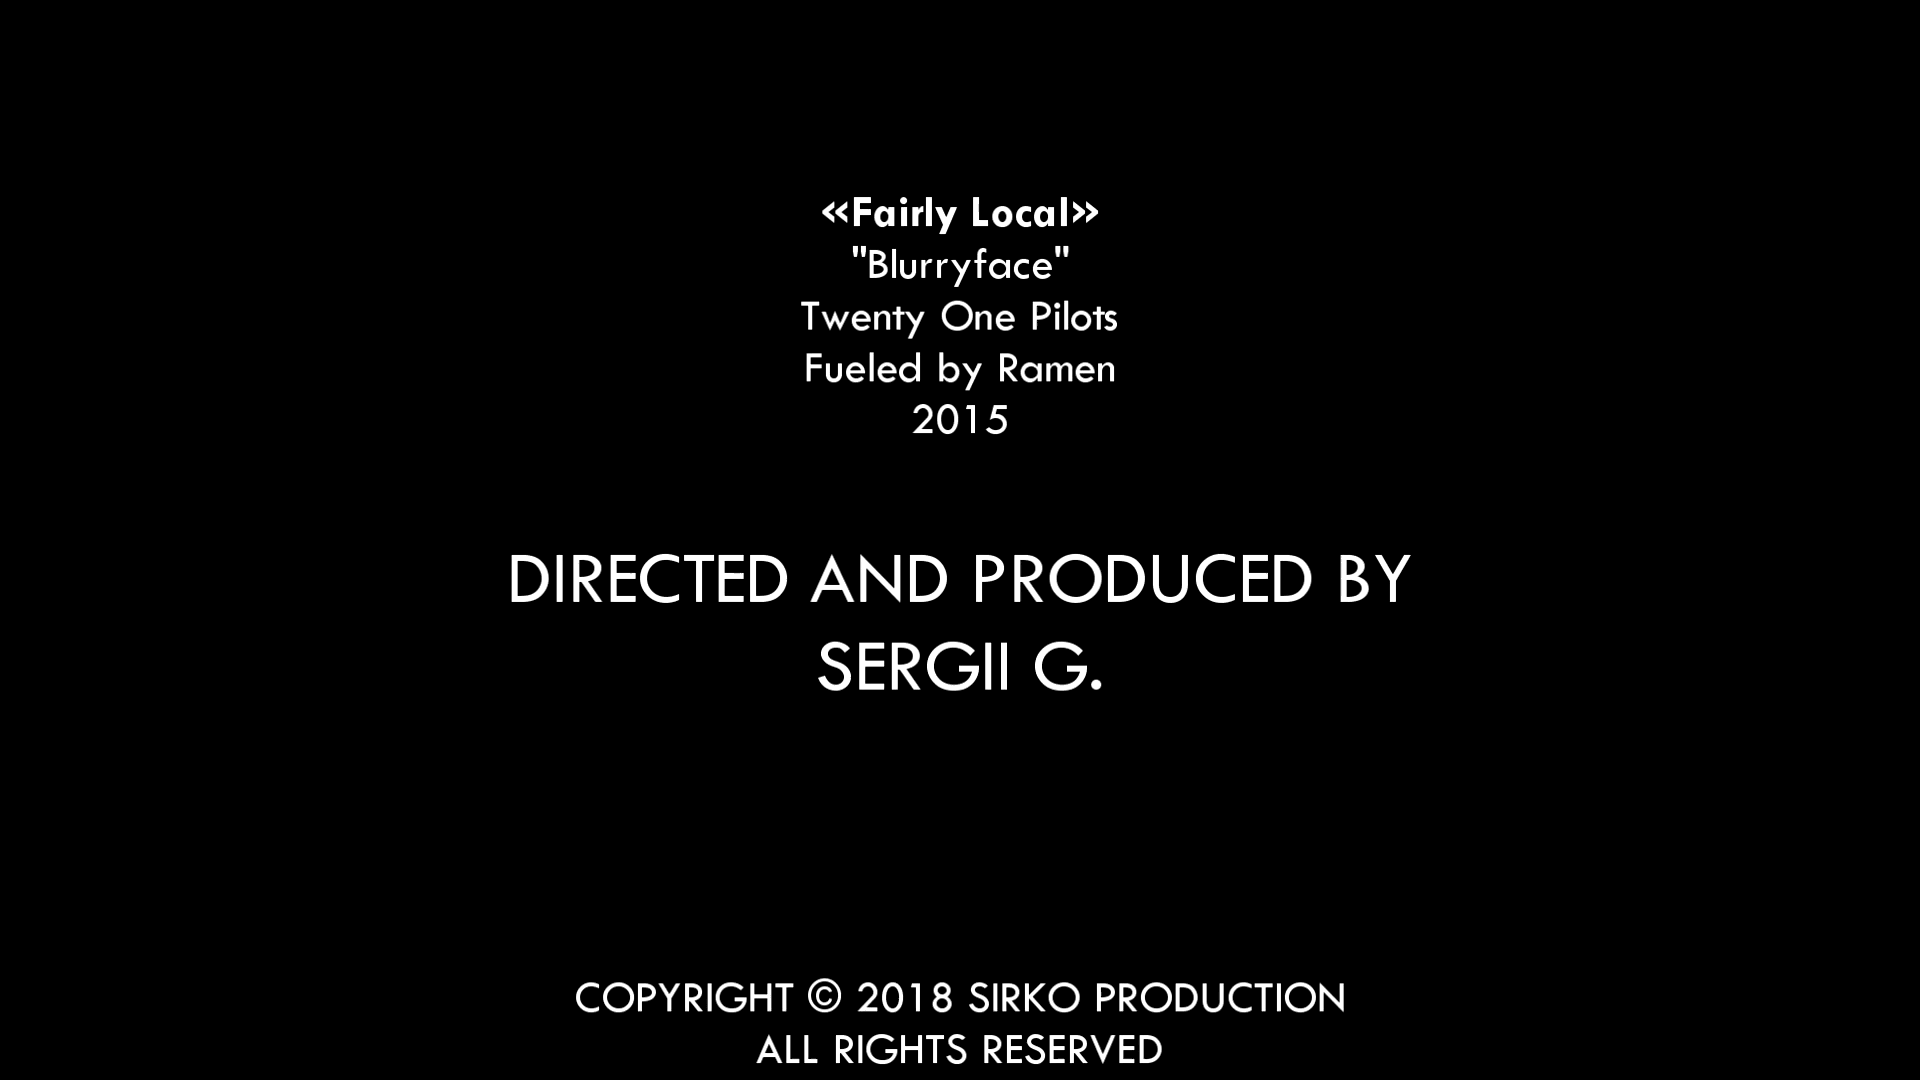 «Fairly Local»
"Blurryface"
Twenty One Pilots
Fueled by Ramen
2015
DIRECTED AND PRODUCED BY
SERGII G.
COPYRIGHT © 2018 SIRKO PRODUCTION
ALL RIGHTS RESERVED